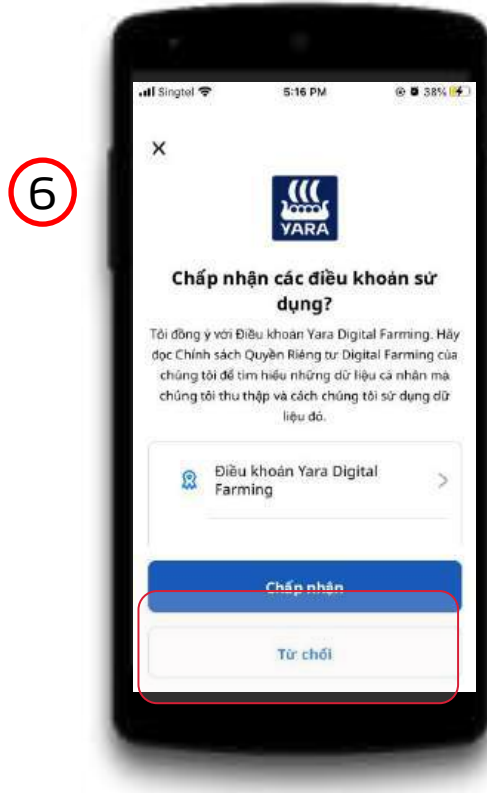 Singtel 5:16 PM 38%
6
YARA
Chấp nhận các điều khoản sử
dụng?
Tôi đồng ý với Điều khoản Yara Digital Farming. Hãy
đọc Chính sách Quyền Riêng tư Digital Farming của
chúng tôi để tìm hiểu những dữ liệu cá nhân mà
chúng tôi thu thập và cách chúng tôi sử dụng dữ
liệu đó.
Điều khoản Yara Digital
Farming
Chấp nhận
Từ chối